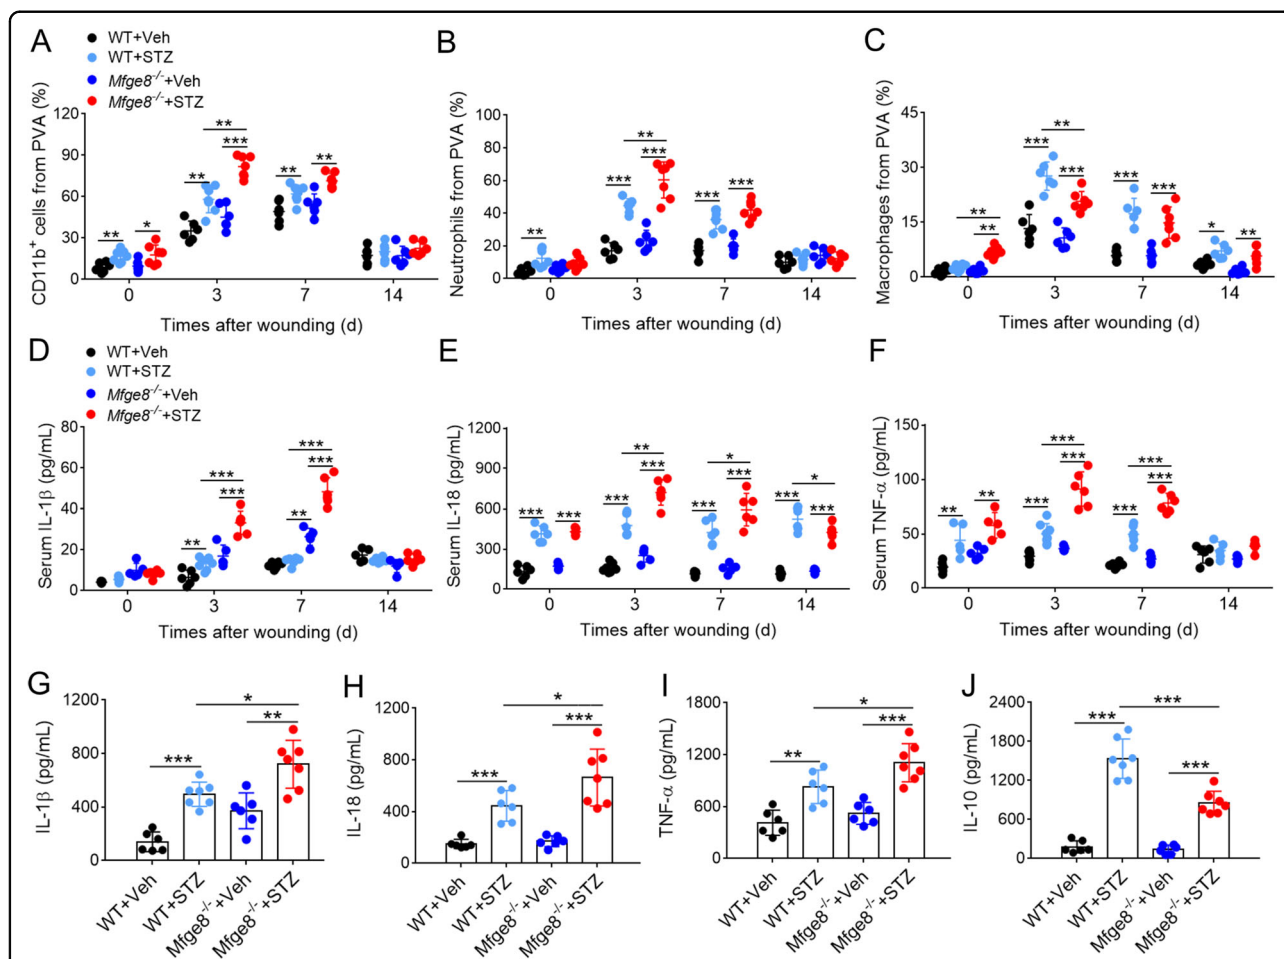 A
WT+Veh
WT+STZ
Mfge8-/-+Veh
Mfge8-/-+STZ
CD11b+ cells from PVA (%)
120
90
60
30
0
** ** * ** ** *** ** **
0 3 7 14
Times after wounding (d)
B
Neutrophils from PVA (%)
100
80
60
40
20
0
** *** ** *** *** ***
0 3 7 14
Times after wounding (d)
C
Macrophages from PVA (%)
45
30
15
0
** ** *** ** *** *** *** * **
0 3 7 14
Times after wounding (d)
D
WT+Veh
WT+STZ
Mfge8-/-+Veh
Mfge8-/-+STZ
Serum IL-1β (pg/mL)
80
60
40
20
0
** *** *** ** *** ***
0 3 7 14
Times after wounding (d)
E
Serum IL-18 (pg/mL)
1200
900
600
300
0
*** *** *** ** *** *** * *** *** * ***
0 3 7 14
Times after wounding (d)
F
Serum TNF-α (pg/mL)
150
100
50
0
** ** *** *** *** *** *** ***
0 3 7 14
Times after wounding (d)
G
IL-1β (pg/mL)
1200
800
400
0
*** * **
WT+Veh
WT+STZ
Mfge8-/-+Veh
Mfge8-/-+STZ
H
IL-18 (pg/mL)
1200
800
400
0
*** * ***
WT+Veh
WT+STZ
Mfge8-/-+Veh
Mfge8-/-+STZ
I
TNF-α (pg/mL)
1800
1200
600
0
** * ***
WT+Veh
WT+STZ
Mfge8-/-+Veh
Mfge8-/-+STZ
J
IL-10 (pg/mL)
2400
1800
1200
600
0
*** *** ***
WT+Veh
WT+STZ
Mfge8-/-+Veh
Mfge8-/-+STZ